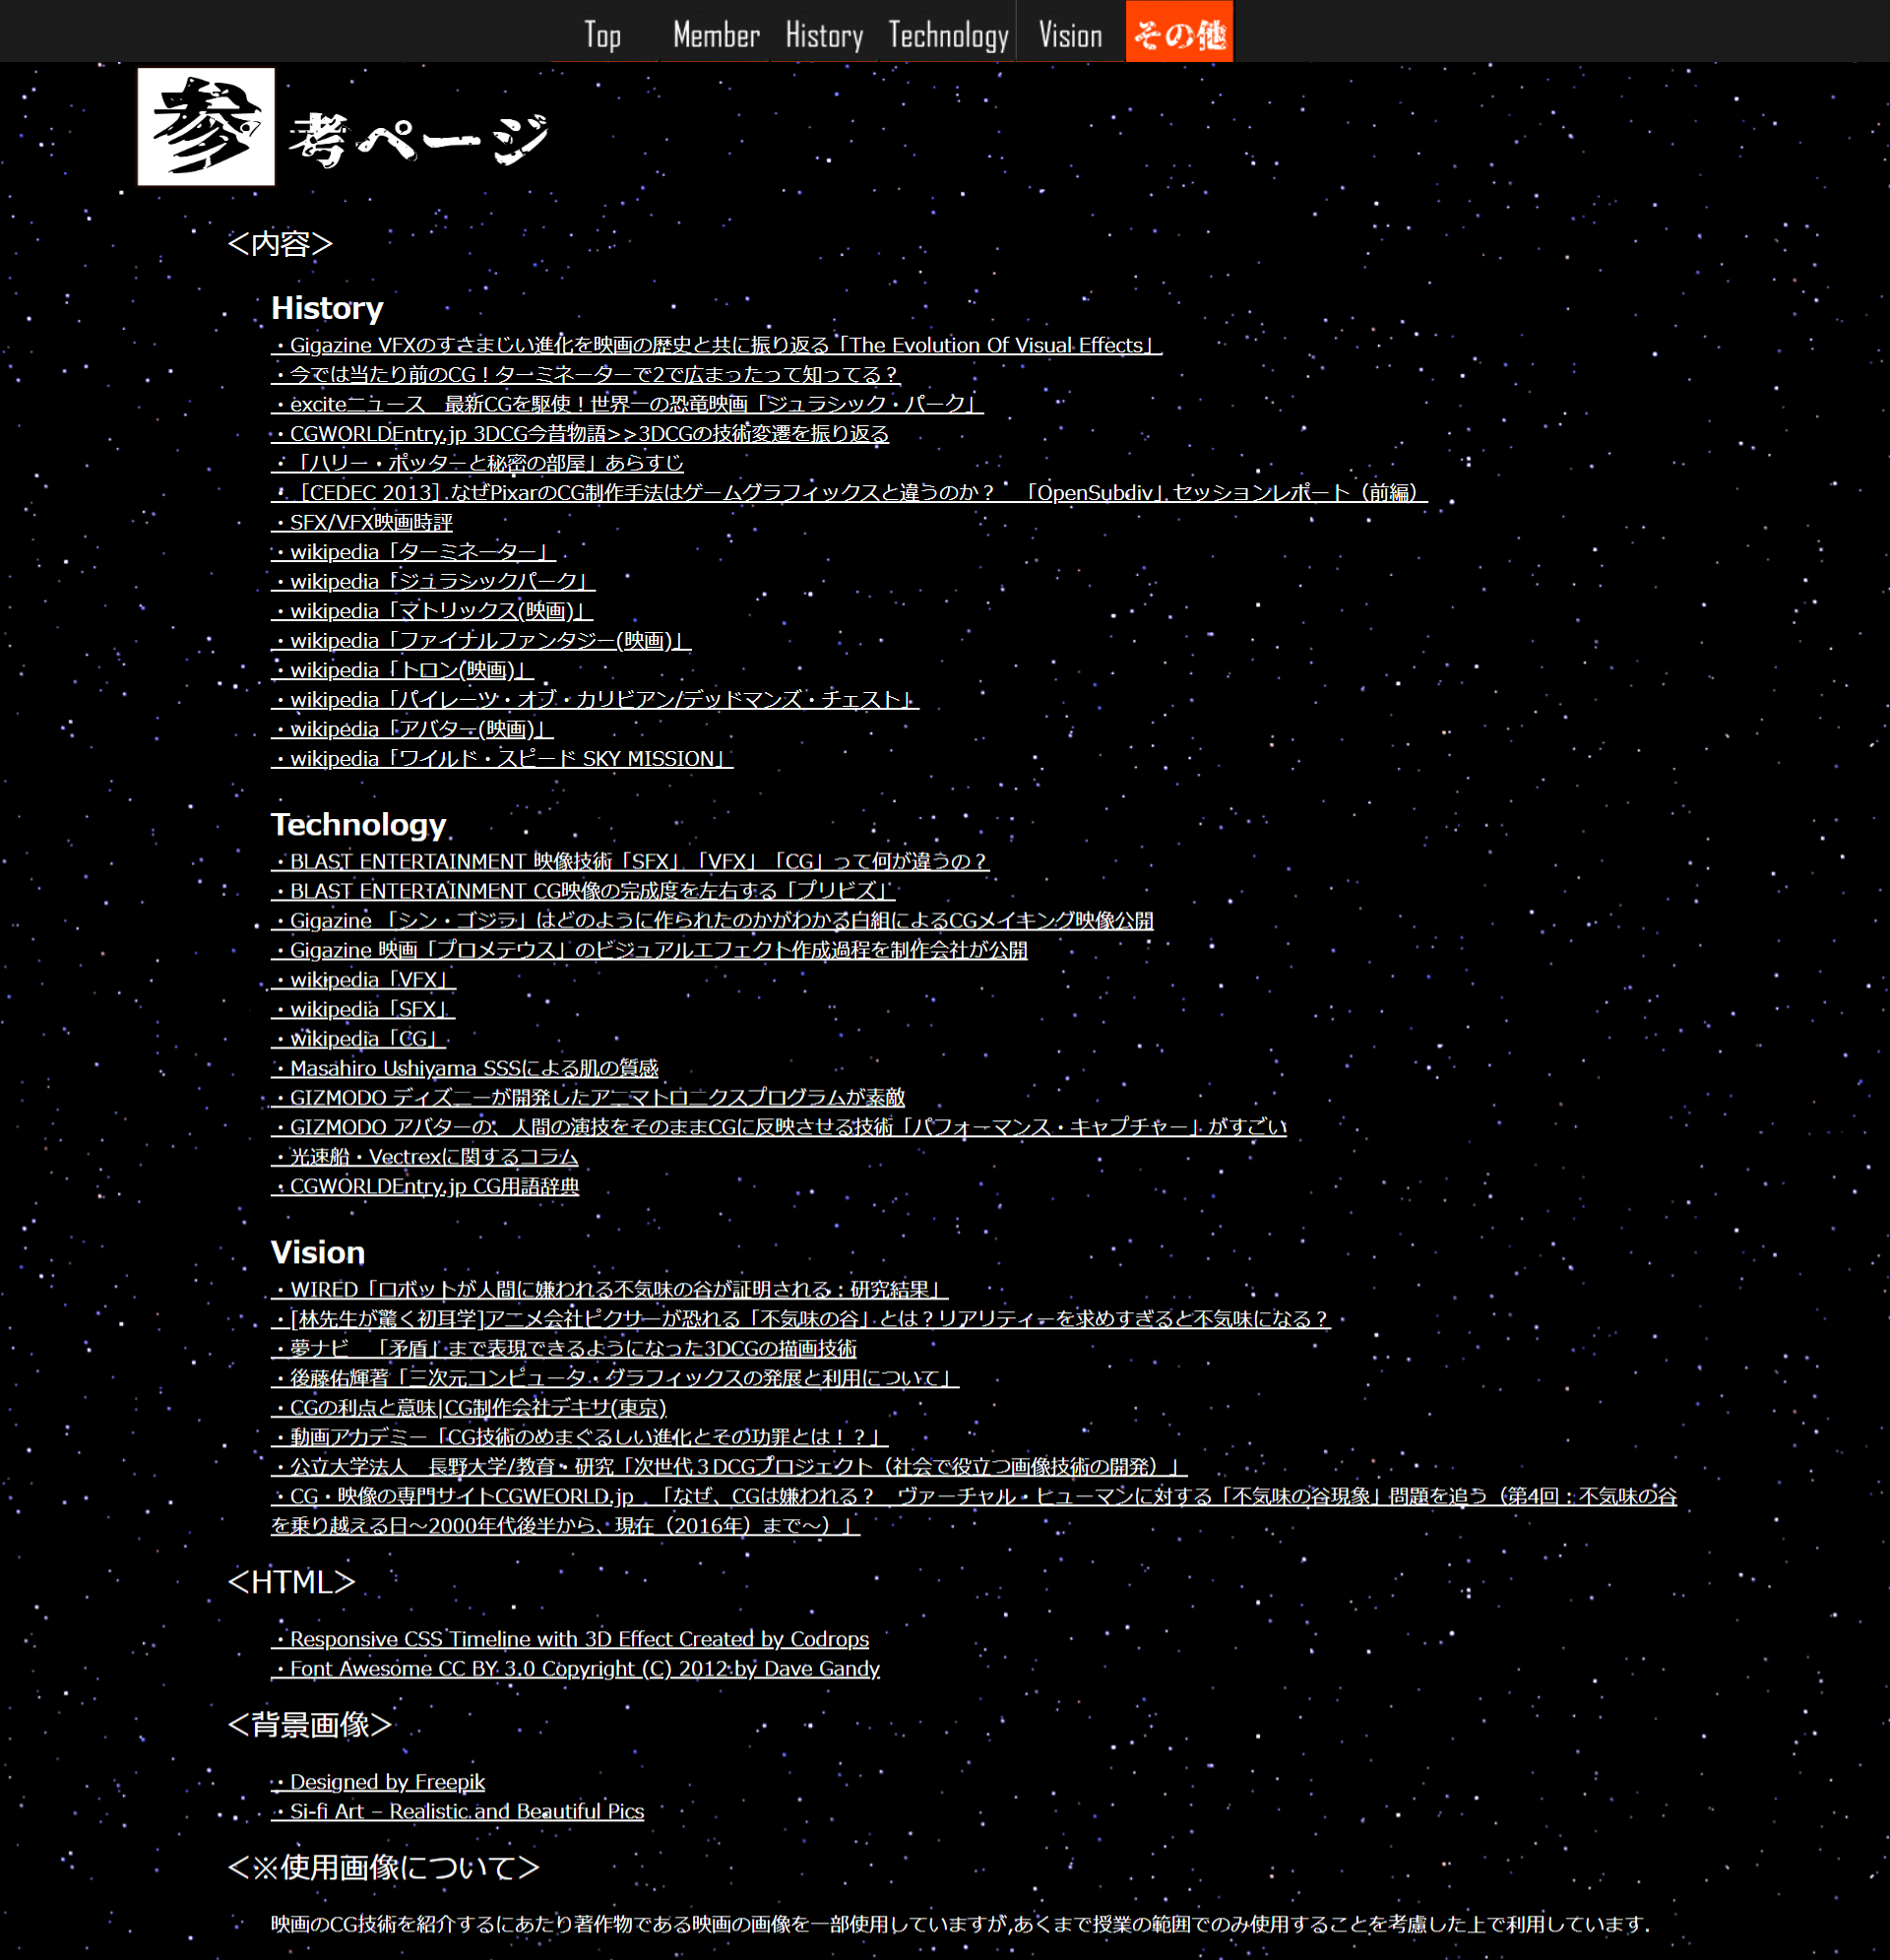 Top Member History Technology Vision その他
参考ページ
＜内容＞
History
・Gigazine VFXのすさまじい進化を映画の歴史と共に振り返る「The Evolution Of Visual Effects」
・今では当たり前のCG！ターミネーターで2で広まったって知ってる？
・exciteニュース　最新CGを駆使！世界一の恐竜映画「ジュラシック・パーク」
・CGWORLDEntry.jp 3DCG今昔物語>>3DCGの技術変遷を振り返る
・「ハリー・ポッターと秘密の部屋」あらすじ
・［CEDEC 2013］なぜPixarのCG制作手法はゲームグラフィックスと違うのか？　「OpenSubdiv」セッションレポート（前編）
・SFX/VFX映画時評
・wikipedia「ターミネーター」
・wikipedia「ジュラシックパーク」
・wikipedia「マトリックス(映画)」
・wikipedia「ファイナルファンタジー(映画)」
・wikipedia「トロン(映画)」
・wikipedia「パイレーツ・オブ・カリビアン/デッドマンズ・チェスト」
・wikipedia「アバター(映画)」
・wikipedia「ワイルド・スピード SKY MISSION」
Technology
・BLAST ENTERTAINMENT 映像技術「SFX」「VFX」「CG」って何が違うの？
・BLAST ENTERTAINMENT CG映像の完成度を左右する「プリビズ」
・Gigazine 「シン・ゴジラ」はどのように作られたのかがわかる白組によるCGメイキング映像公開
・Gigazine 映画「プロメテウス」のビジュアルエフェクト作成過程を制作会社が公開
・wikipedia「VFX」
・wikipedia「SFX」
・wikipedia「CG」
・Masahiro Ushiyama SSSによる肌の質感
・GIZMODO ディズニーが開発したアニマトロニクスプログラムが素敵
・GIZMODO アバターの、人間の演技をそのままCGに反映させる技術「パフォーマンス・キャプチャー」がすごい
・光速船・Vectrexに関するコラム
・CGWORLDEntry.jp CG用語辞典
Vision
・WIRED「ロボットが人間に嫌われる不気味の谷が証明される：研究結果」
・[林先生が驚く初耳学]アニメ会社ピクサーが恐れる「不気味の谷」とは？リアリティーを求めすぎると不気味になる？
・夢ナビ　「矛盾」まで表現できるようになった3DCGの描画技術
・後藤佑輝著「三次元コンピュータ・グラフィックスの発展と利用について」
・CGの利点と意味|CG制作会社デキサ(東京)
・動画アカデミー「CG技術のめまぐるしい進化とその功罪とは！？」
・公立大学法人　長野大学/教育・研究「次世代３DCGプロジェクト（社会で役立つ画像技術の開発）」
・CG・映像の専門サイトCGWEORLD.jp　「なぜ、CGは嫌われる？　ヴァーチャル・ヒューマンに対する「不気味の谷現象」問題を追う（第4回：不気味の谷
を乗り越える日～2000年代後半から、現在（2016年）まで～）」
＜HTML＞
・Responsive CSS Timeline with 3D Effect Created by Codrops
・Font Awesome CC BY 3.0 Copyright (C) 2012 by Dave Gandy
＜背景画像＞
・Designed by Freepik
・Si-fi Art – Realistic and Beautiful Pics
＜※使用画像について＞
映画のCG技術を紹介するにあたり著作物である映画の画像を一部使用していますが,あくまで授業の範囲でのみ使用することを考慮した上で利用しています.